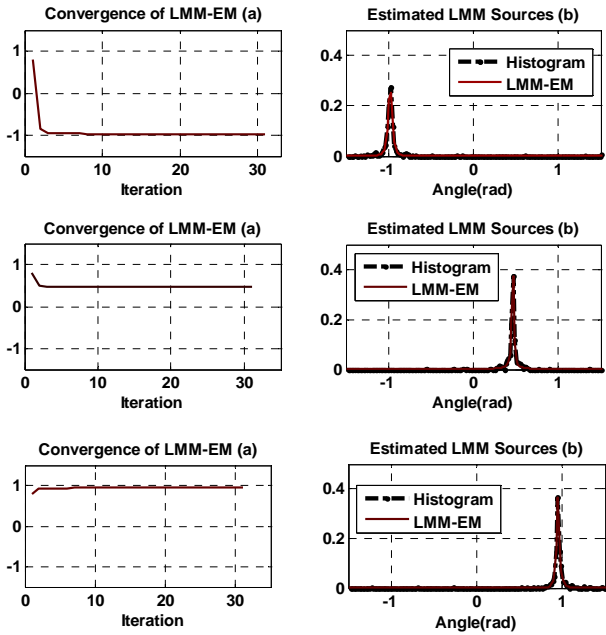 Convergence of LMM-EM (a)
1
0
-1
0 10 20 30
Iteration
Estimated LMM Sources (b)
0.4
0.2
0
-1 0 1
Angle(rad)
Histogram
LMM-EM
Convergence of LMM-EM (a)
1
0
-1
0 10 20 30
Iteration
Estimated LMM Sources (b)
0.4
0.2
0
-1 0 1
Angle(rad)
Histogram
LMM-EM
Convergence of LMM-EM (a)
1
0
-1
0 10 20 30
Iteration
Estimated LMM Sources (b)
0.4
0.2
0
-1 0 1
Angle(rad)
Histogram
LMM-EM